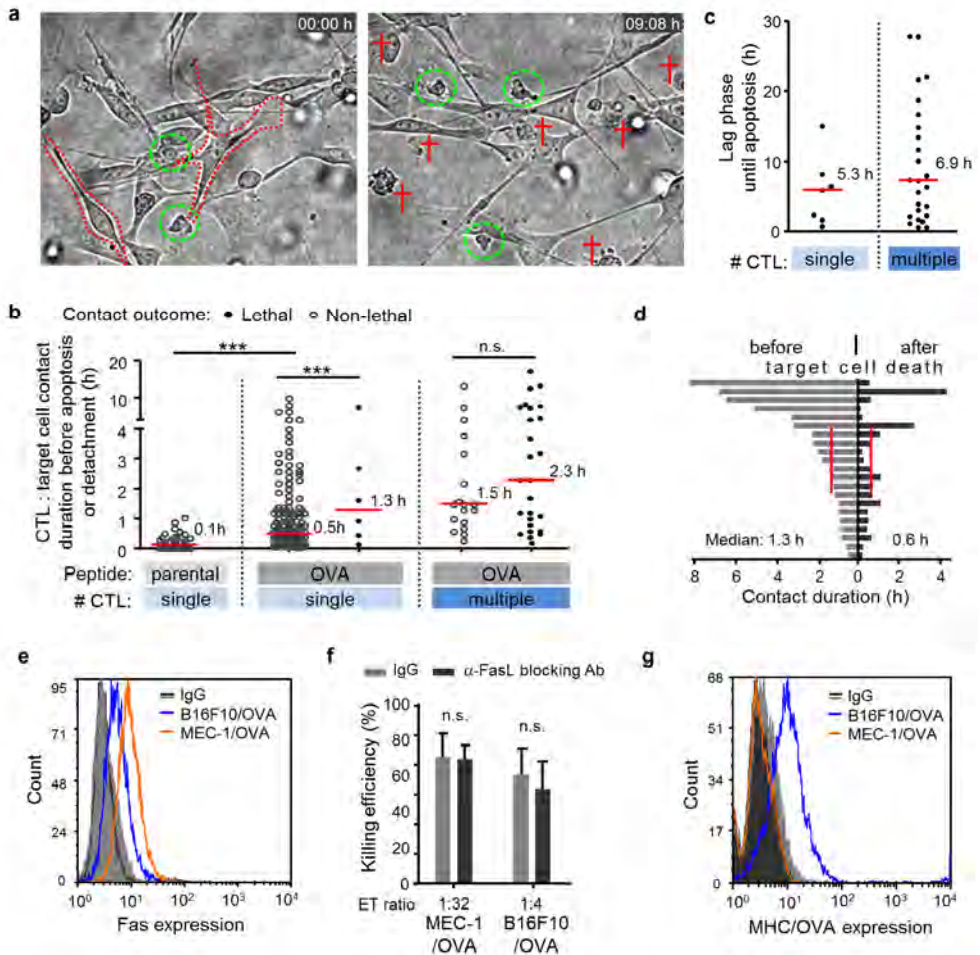 a
00:00 h
09:08 h
c
Lag phase
until apoptosis (h)
30
20
10
0
5.3 h
6.9 h
# CTL: single multiple
b
Contact outcome: • Lethal ○ Non-lethal
CTL : target cell contact
duration before apoptosis
or detachment (h)
20
10
4
3
2
1
0
***
***
n.s.
0.1h
0.5h
1.3 h
1.5 h
2.3 h
Peptide: parental OVA OVA
# CTL: single single multiple
d
before after
target cell death
Median: 1.3 h 0.6 h
8 6 4 2 0 2 4
Contact duration (h)
e
95
72
48
24
0
Count
IgG
B16F10/OVA
MEC-1/OVA
10⁰ 10¹ 10² 10³ 10⁴
Fas expression
f
IgG α-FasL blocking Ab
Killing efficiency (%)
80
60
40
20
0
n.s. n.s.
ET ratio 1:32 1:4
MEC-1 B16F10
/OVA /OVA
g
68
51
34
17
0
Count
IgG
B16F10/OVA
MEC-1/OVA
10⁰ 10¹ 10² 10³ 10⁴
MHC/OVA expression